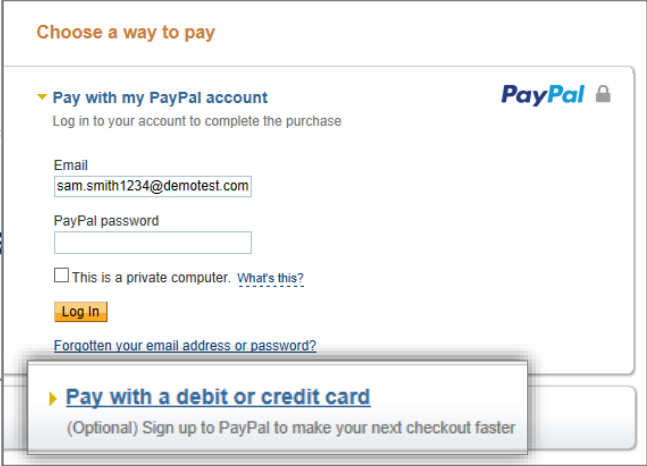 Choose a way to pay
Pay with my PayPal account
PayPal
Log in to your account to complete the purchase
Email
sam.smith1234@demotest.com
PayPal password
This is a private computer. What's this?
Log In
Forgotten your email address or password?
Pay with a debit or credit card
(Optional) Sign up to PayPal to make your next checkout faster